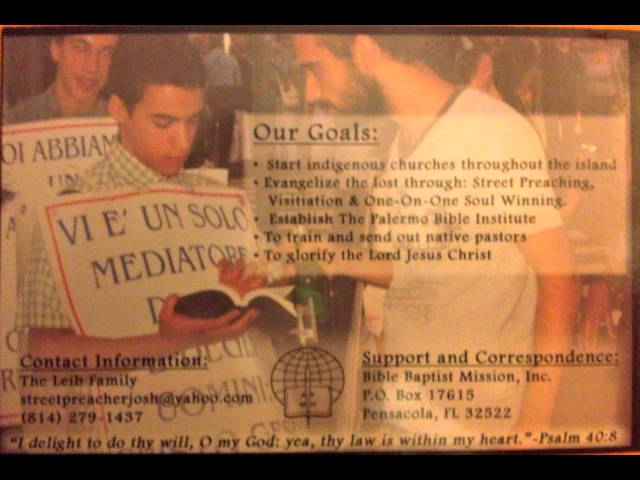 OI ABBIAM
UN
VI E' UN SOLO
MEDIATORE
D
Our Goals:
• Start indigenous churches throughout the island
• Evangelize the lost through: Street Preaching,
Visitiation & One-On-One Soul Winning.
• Establish The Palermo Bible Institute
• To train and send out native pastors
• To glorify the Lord Jesus Christ
Contact Information:
The Leib Family
streetpreacherjosh@yahoo.com
(814) 279-1437
Support and Correspondence:
Bible Baptist Mission, Inc.
P.O. Box 17615
Pensacola, FL 32522
"I delight to do thy will, O my God: yea, thy law is within my heart."-Psalm 40:8